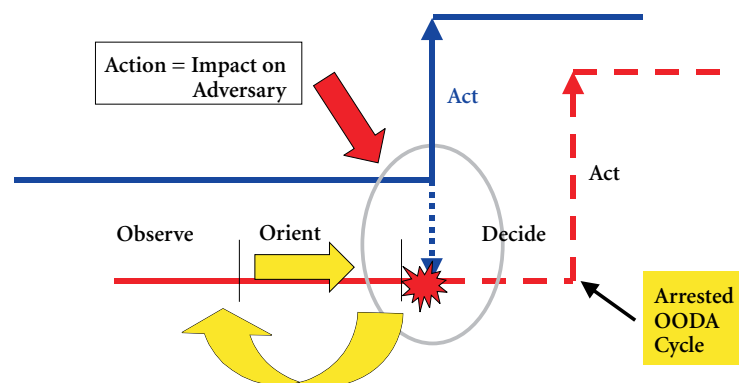 Action = Impact on
Adversary
Act
Act
Observe
Orient
Decide
Arrested
OODA
Cycle